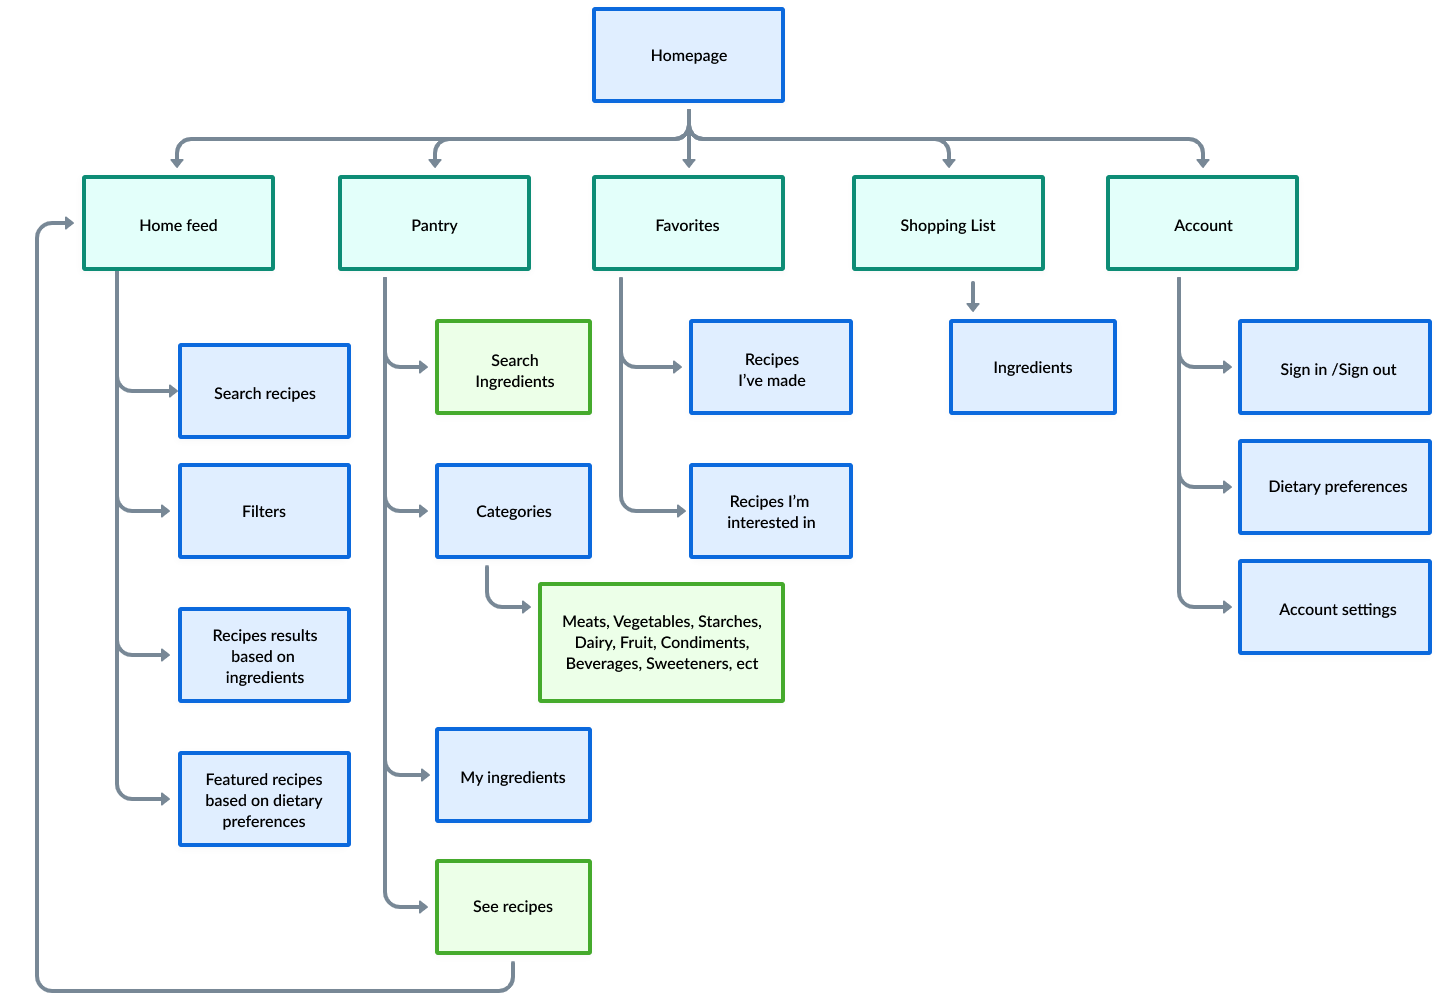 Homepage
Home feed
Pantry
Favorites
Shopping List
Account
Search recipes
Filters
Recipes results
based on
ingredients
Featured recipes
based on dietary
preferences
Search
Ingredients
Categories
Meats, Vegetables, Starches,
Dairy, Fruit, Condiments,
Beverages, Sweeteners, ect
My ingredients
See recipes
Recipes
I’ve made
Recipes I’m
interested in
Ingredients
Sign in /Sign out
Dietary preferences
Account settings